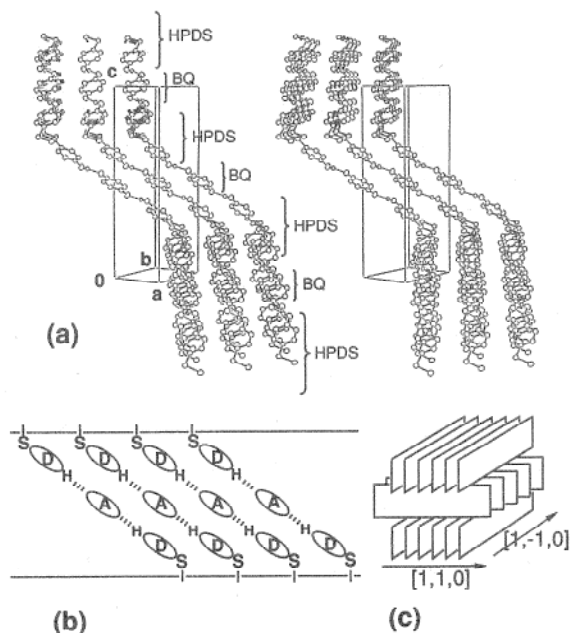 HPDS
c
BQ
HPDS
BQ
HPDS
b
0
a
BQ
(a)
HPDS
S S S S
D D D D
H H H H
A A A A
H H H H
D D D D
S S S S
[1,-1,0]
[1,1,0]
(b)
(c)